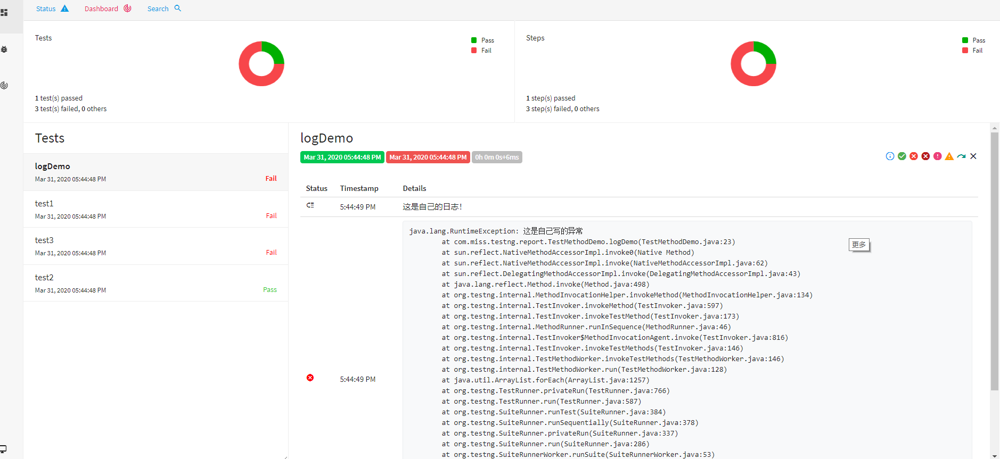 Status Dashboard Search
Tests
Pass
Fail
1 test(s) passed
3 test(s) failed, 0 others
Steps
Pass
Fail
1 step(s) passed
3 step(s) failed, 0 others
Tests
logDemo
Mar 31, 2020 05:44:48 PM Fail
test1
Mar 31, 2020 05:44:48 PM Fail
test3
Mar 31, 2020 05:44:48 PM Fail
test2
Mar 31, 2020 05:44:48 PM Pass
logDemo
Mar 31, 2020 05:44:48 PM Mar 31, 2020 05:44:48 PM 0h 0m 0s+6ms
Status Timestamp Details
5:44:49 PM 这是自己的日志！
5:44:49 PM
java.lang.RuntimeException: 这是自己写的异常
at com.miss.testng.report.TestMethodDemo.logDemo(TestMethodDemo.java:23)
at sun.reflect.NativeMethodAccessorImpl.invoke0(Native Method)
at sun.reflect.NativeMethodAccessorImpl.invoke(NativeMethodAccessorImpl.java:62)
at sun.reflect.DelegatingMethodAccessorImpl.invoke(DelegatingMethodAccessorImpl.java:43)
at java.lang.reflect.Method.invoke(Method.java:498)
at org.testng.internal.MethodInvocationHelper.invokeMethod(MethodInvocationHelper.java:134)
at org.testng.internal.TestInvoker.invokeMethod(TestInvoker.java:597)
at org.testng.internal.TestInvoker.invokeTestMethod(TestInvoker.java:173)
at org.testng.internal.MethodRunner.runInSequence(MethodRunner.java:46)
at org.testng.internal.TestInvoker$MethodInvocationAgent.invoke(TestInvoker.java:816)
at org.testng.internal.TestInvoker.invokeTestMethods(TestInvoker.java:146)
at org.testng.internal.TestMethodWorker.invokeTestMethods(TestMethodWorker.java:146)
at org.testng.internal.TestMethodWorker.run(TestMethodWorker.java:128)
at java.util.ArrayList.forEach(ArrayList.java:1257)
at org.testng.TestRunner.privateRun(TestRunner.java:766)
at org.testng.TestRunner.run(TestRunner.java:587)
at org.testng.SuiteRunner.runTest(SuiteRunner.java:384)
at org.testng.SuiteRunner.runSequentially(SuiteRunner.java:378)
at org.testng.SuiteRunner.privateRun(SuiteRunner.java:337)
at org.testng.SuiteRunner.run(SuiteRunner.java:286)
at org.testng.SuiteRunnerWorker.runSuite(SuiteRunnerWorker.java:53)
更多